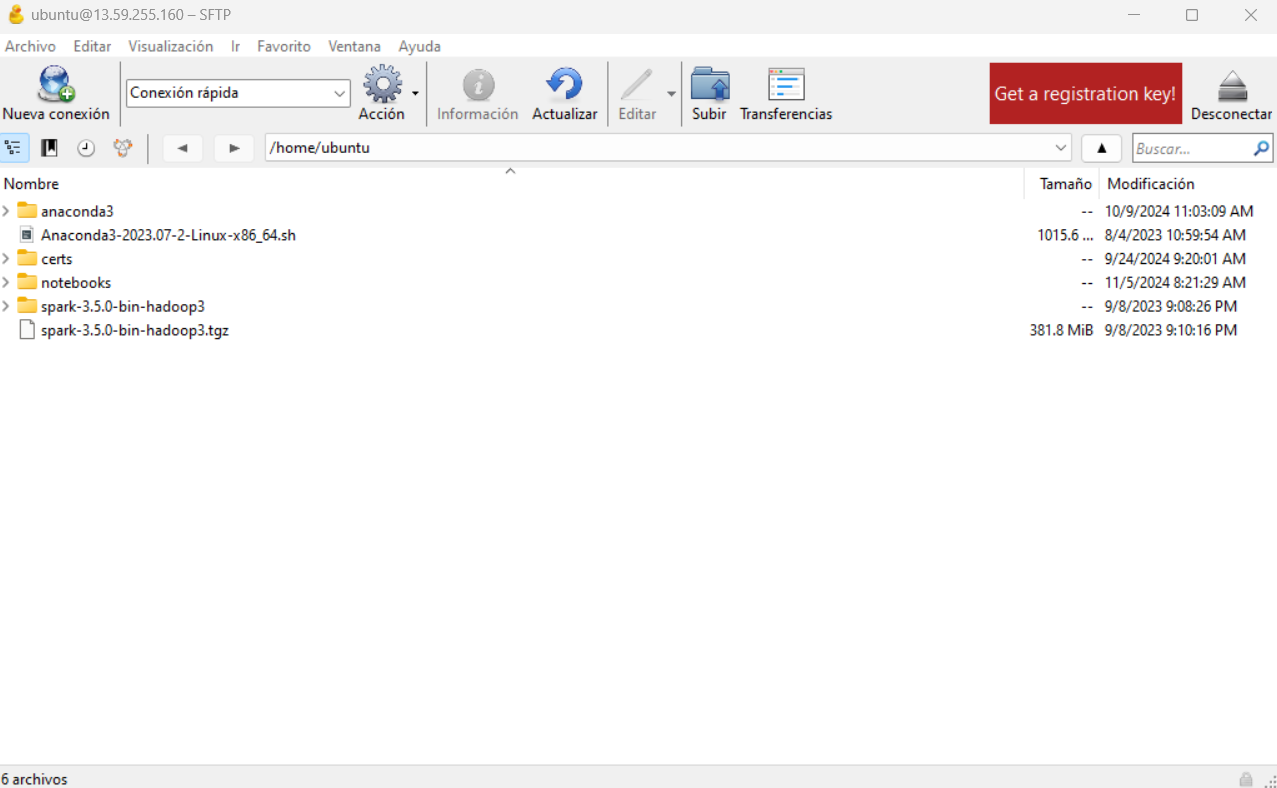 ubuntu@13.59.255.160 – SFTP
Archivo Editar Visualización Ir Favorito Ventana Ayuda
Nueva conexión
Conexión rápida
Acción
Información
Actualizar
Editar
Subir
Transferencias
Get a registration key!
Desconectar
/home/ubuntu
Buscar...
Nombre Tamaño Modificación
anaconda3 -- 10/9/2024 11:03:09 AM
Anaconda3-2023.07-2-Linux-x86_64.sh 1015.6 ... 8/4/2023 10:59:54 AM
certs -- 9/24/2024 9:20:01 AM
notebooks -- 11/5/2024 8:21:29 AM
spark-3.5.0-bin-hadoop3 -- 9/8/2023 9:08:26 PM
spark-3.5.0-bin-hadoop3.tgz 381.8 MiB 9/8/2023 9:10:16 PM
6 archivos